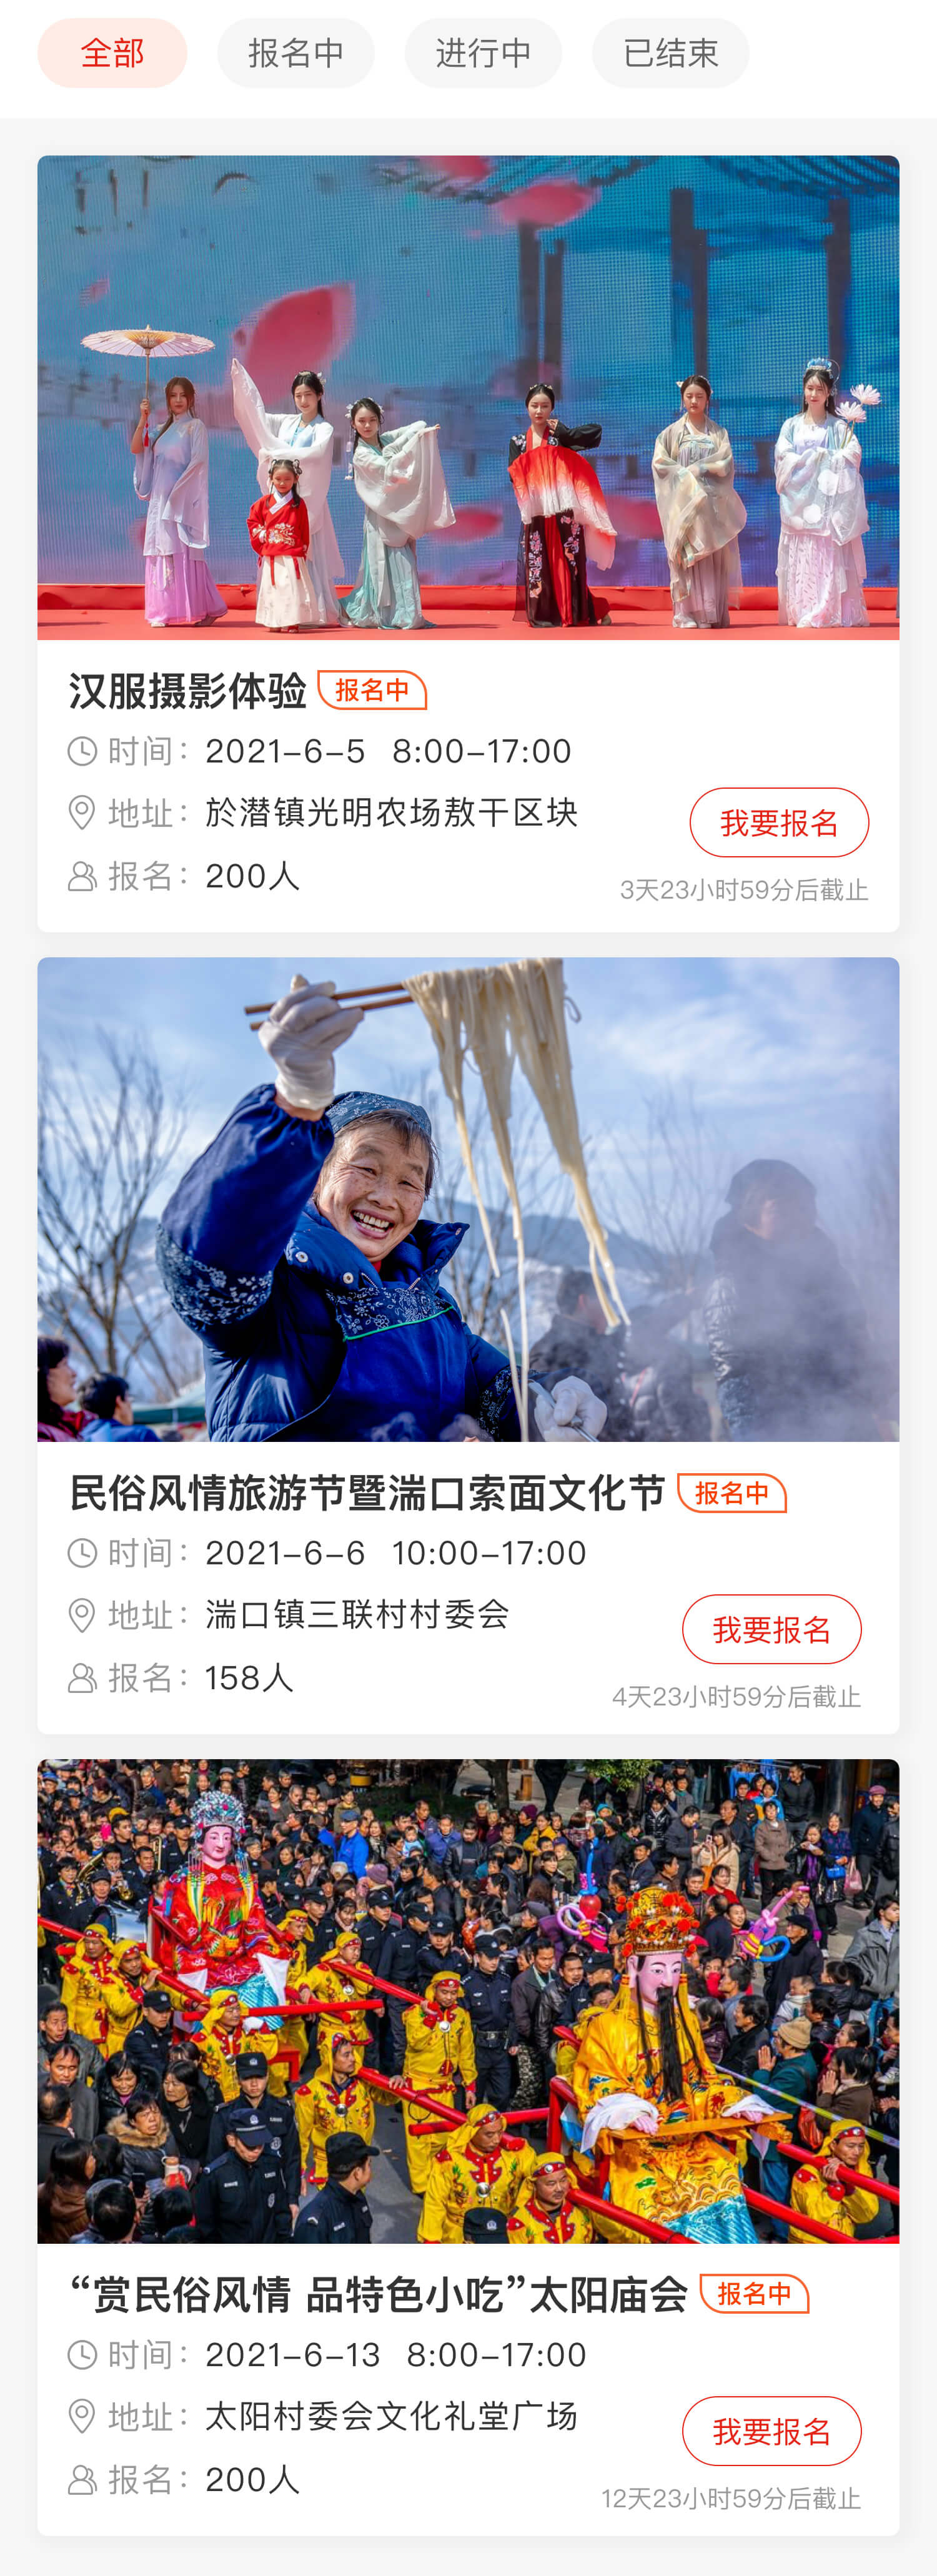 全部 报名中 进行中 已结束
汉服摄影体验 报名中
时间：2021-6-5 8:00-17:00
地址：於潜镇光明农场敖干区块
我要报名
报名：200人
3天23小时59分后截止
民俗风情旅游节暨湍口索面文化节 报名中
时间：2021-6-6 10:00-17:00
地址：湍口镇三联村村委会
我要报名
报名：158人
4天23小时59分后截止
“赏民俗风情 品特色小吃”太阳庙会 报名中
时间：2021-6-13 8:00-17:00
地址：太阳村委会文化礼堂广场
我要报名
报名：200人
12天23小时59分后截止